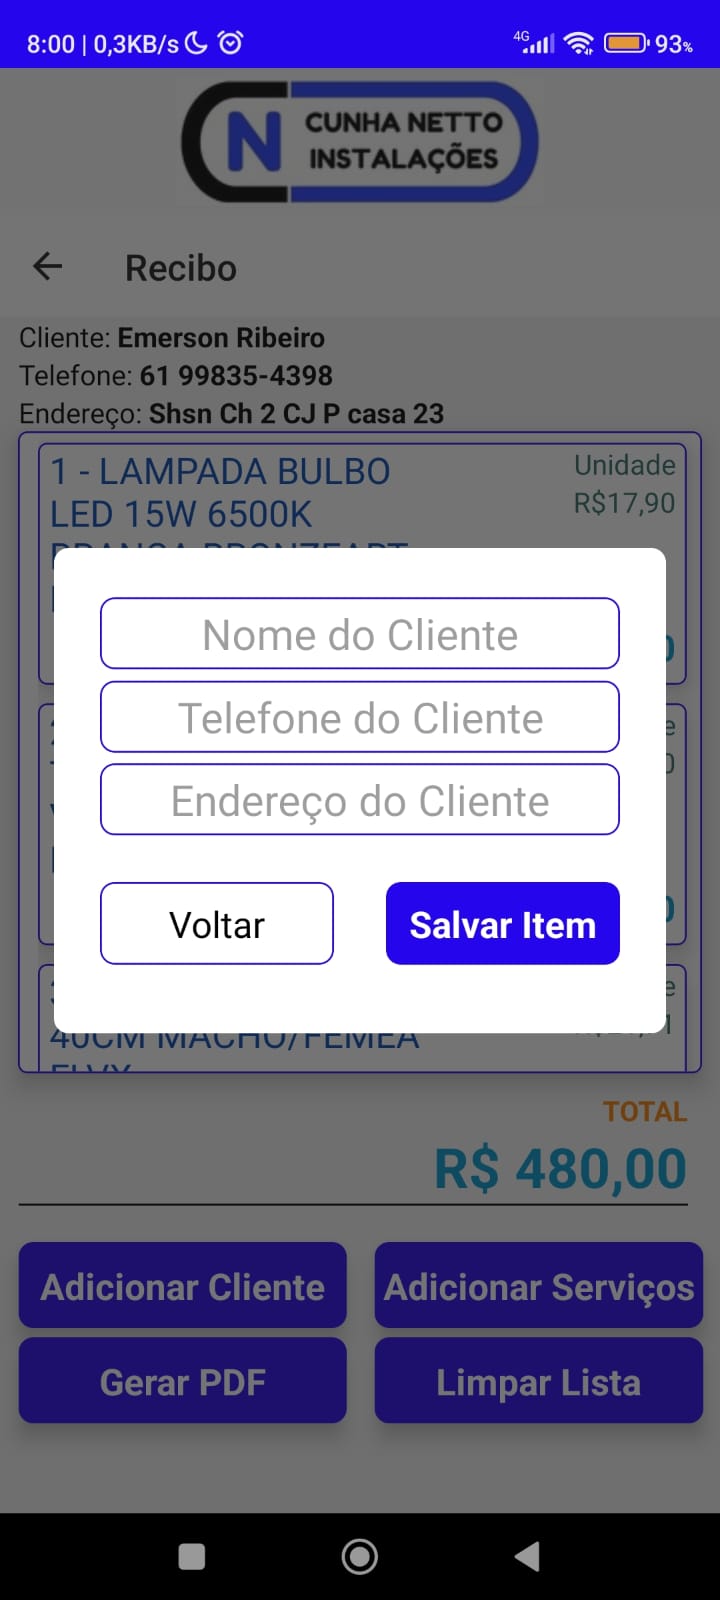 8:00 | 0,3KB/s
4G
93%
N
CUNHA NETTO
INSTALAÇÕES
Recibo
Cliente: Emerson Ribeiro
Telefone: 61 99835-4398
Endereço: Shsn Ch 2 CJ P casa 23
1 - LAMPADA BULBO
LED 15W 6500K
Unidade
R$17,90
Nome do Cliente
Telefone do Cliente
Endereço do Cliente
Voltar
Salvar Item
40CM MACHO/FEMEA
TOTAL
R$ 480,00
Adicionar Cliente
Adicionar Serviços
Gerar PDF
Limpar Lista